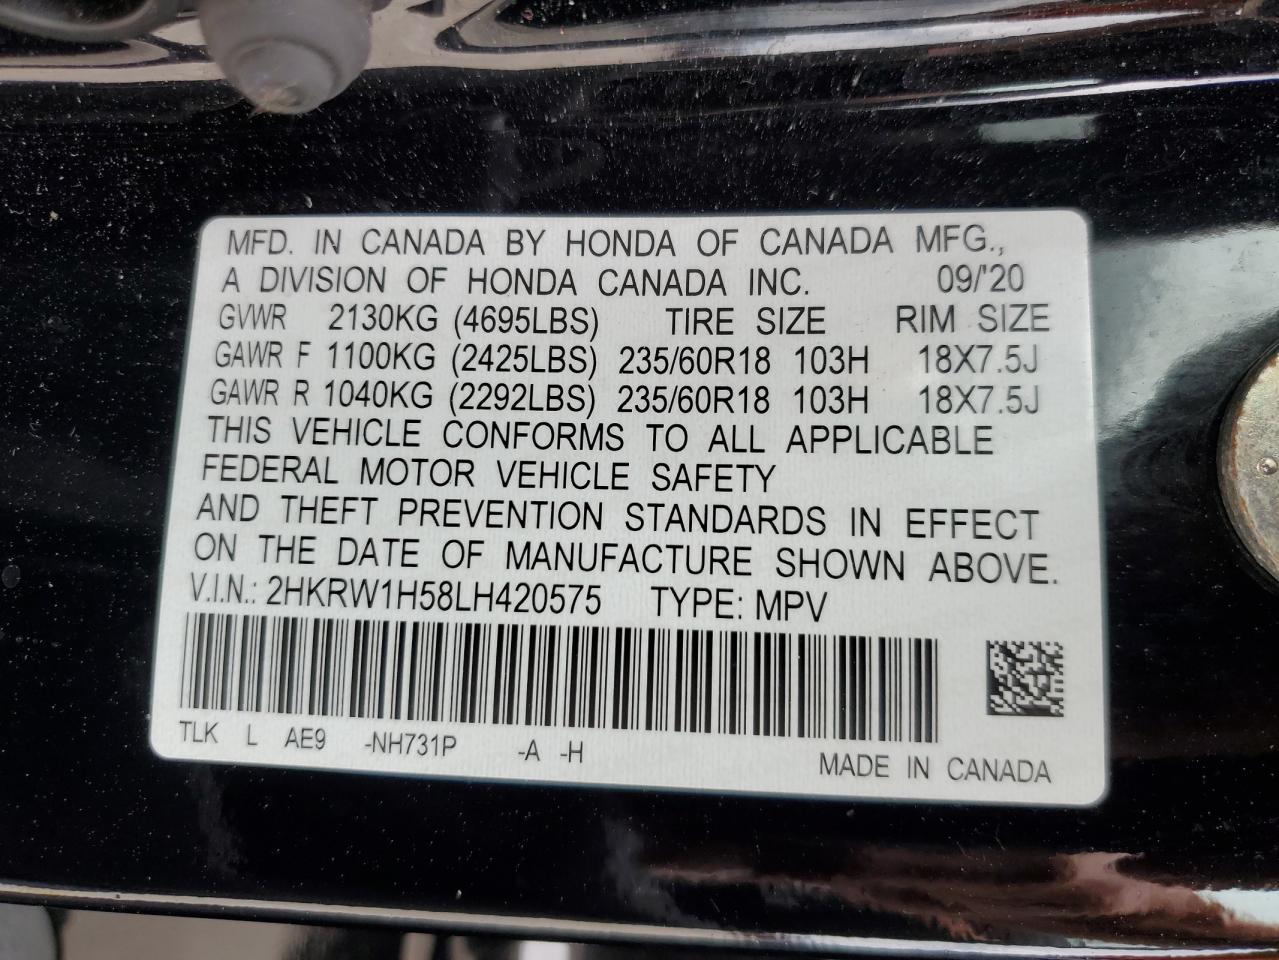 MFD. IN CANADA BY HONDA OF CANADA MFG.,
A DIVISION OF HONDA CANADA INC. 09/'20
GVWR 2130KG (4695LBS) TIRE SIZE RIM SIZE
GAWR F 1100KG (2425LBS) 235/60R18 103H 18X7.5J
GAWR R 1040KG (2292LBS) 235/60R18 103H 18X7.5J
THIS VEHICLE CONFORMS TO ALL APPLICABLE
FEDERAL MOTOR VEHICLE SAFETY
AND THEFT PREVENTION STANDARDS IN EFFECT
ON THE DATE OF MANUFACTURE SHOWN ABOVE.
V.I.N.: 2HKRW1H58LH420575 TYPE: MPV
TLK L AE9 -NH731P -A -H
MADE IN CANADA